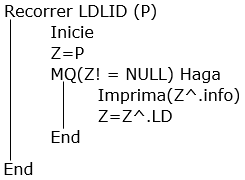 Recorrer LDLID (P)
Inicie
Z=P
MQ(Z! = NULL) Haga
Imprima(Z^.info)
Z=Z^.LD
End
End